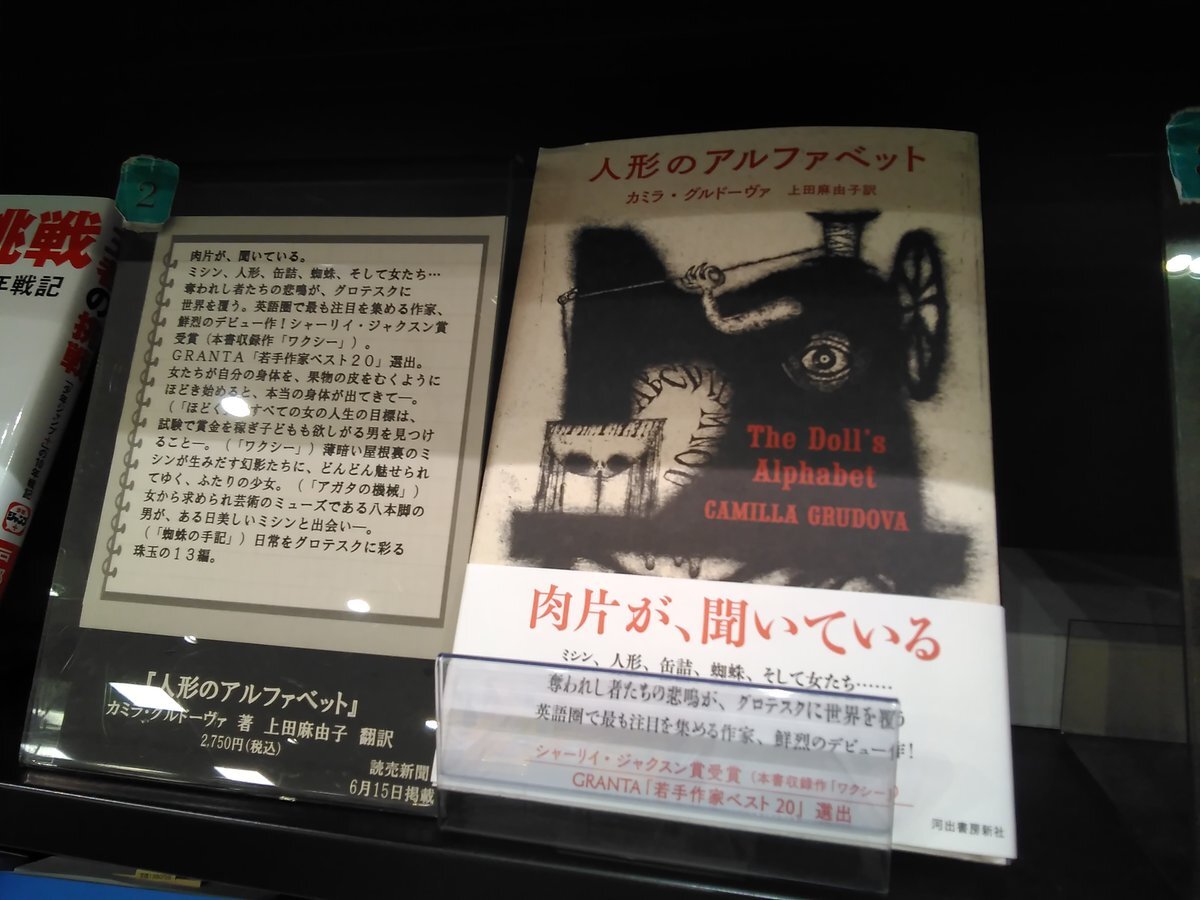 挑戦
年戦記
の挑戦
2
肉片が、聞いている。
ミシン、人形、缶詰、蜘蛛、そして女たち…
奪われし者たちの悲鳴が、グロテスクに
世界を覆う。英語圏で最も注目を集める作家、
鮮烈のデビュー作！シャーリイ・ジャクスン賞
受賞（本書収録作「ワクシー」）。
GRANTA「若手作家ベスト20」選出。
女たちが自分の身体を、果物の皮をむくように
ほどき始めると、本当の身体が出てきて―。
（「ほどく すべての女の人生の目標は、
試験で賞金を稼ぎ子どもも欲しがる男を見つけ
ること―。（「ワクシー」）薄暗い屋根裏のミ
シンが生みだす幻影たちに、どんどん魅せられ
てゆく、ふたりの少女。（「アガタの機械」）
女から求められ芸術のミューズである八本脚の
男が、ある日美しいミシンと出会い―。
（「蜘蛛の手記」）日常をグロテスクに彩る
珠玉の13編。
『人形のアルファベット』
カミラ・グルドーヴァ 著 上田麻由子 翻訳
2,750円(税込)
読売新聞
6月15日掲載
人形のアルファベット
カミラ・グルドーヴァ 上田麻由子訳
The Doll's
Alphabet
CAMILLA GRUDOVA
肉片が、聞いている
ミシン、人形、缶詰、蜘蛛、そして女たち……
奪われし者たちの悲鳴が、グロテスクに世界を覆う
英語圏で最も注目を集める作家、鮮烈のデビュー作！
シャーリイ・ジャクスン賞受賞（本書収録作「ワクシー」）
GRANTA「若手作家ベスト20」選出
河出書房新社